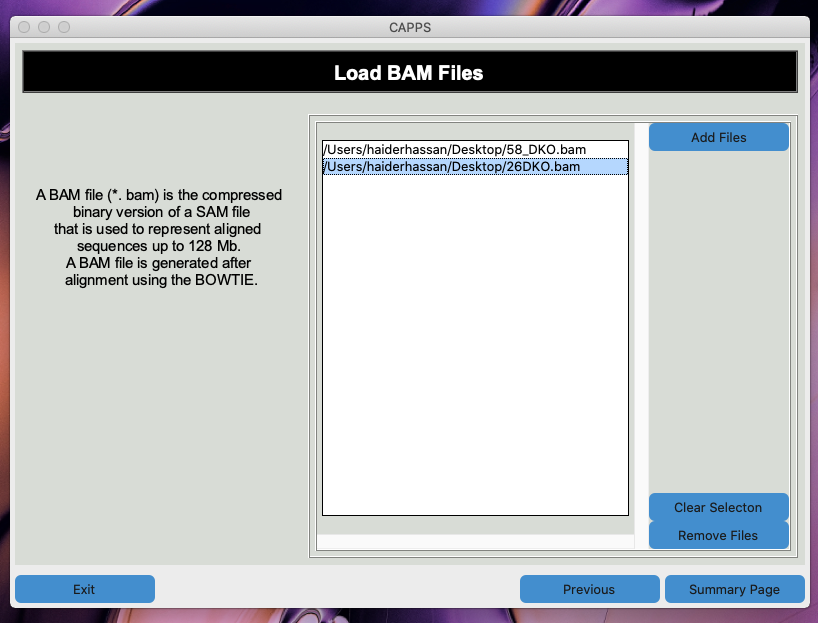 CAPPS
Load BAM Files
A BAM file (*. bam) is the compressed
binary version of a SAM file
that is used to represent aligned
sequences up to 128 Mb.
A BAM file is generated after
alignment using the BOWTIE.
/Users/haiderhassan/Desktop/58_DKO.bam
/Users/haiderhassan/Desktop/26DKO.bam
Add Files
Clear Selecton
Remove Files
Exit
Previous
Summary Page